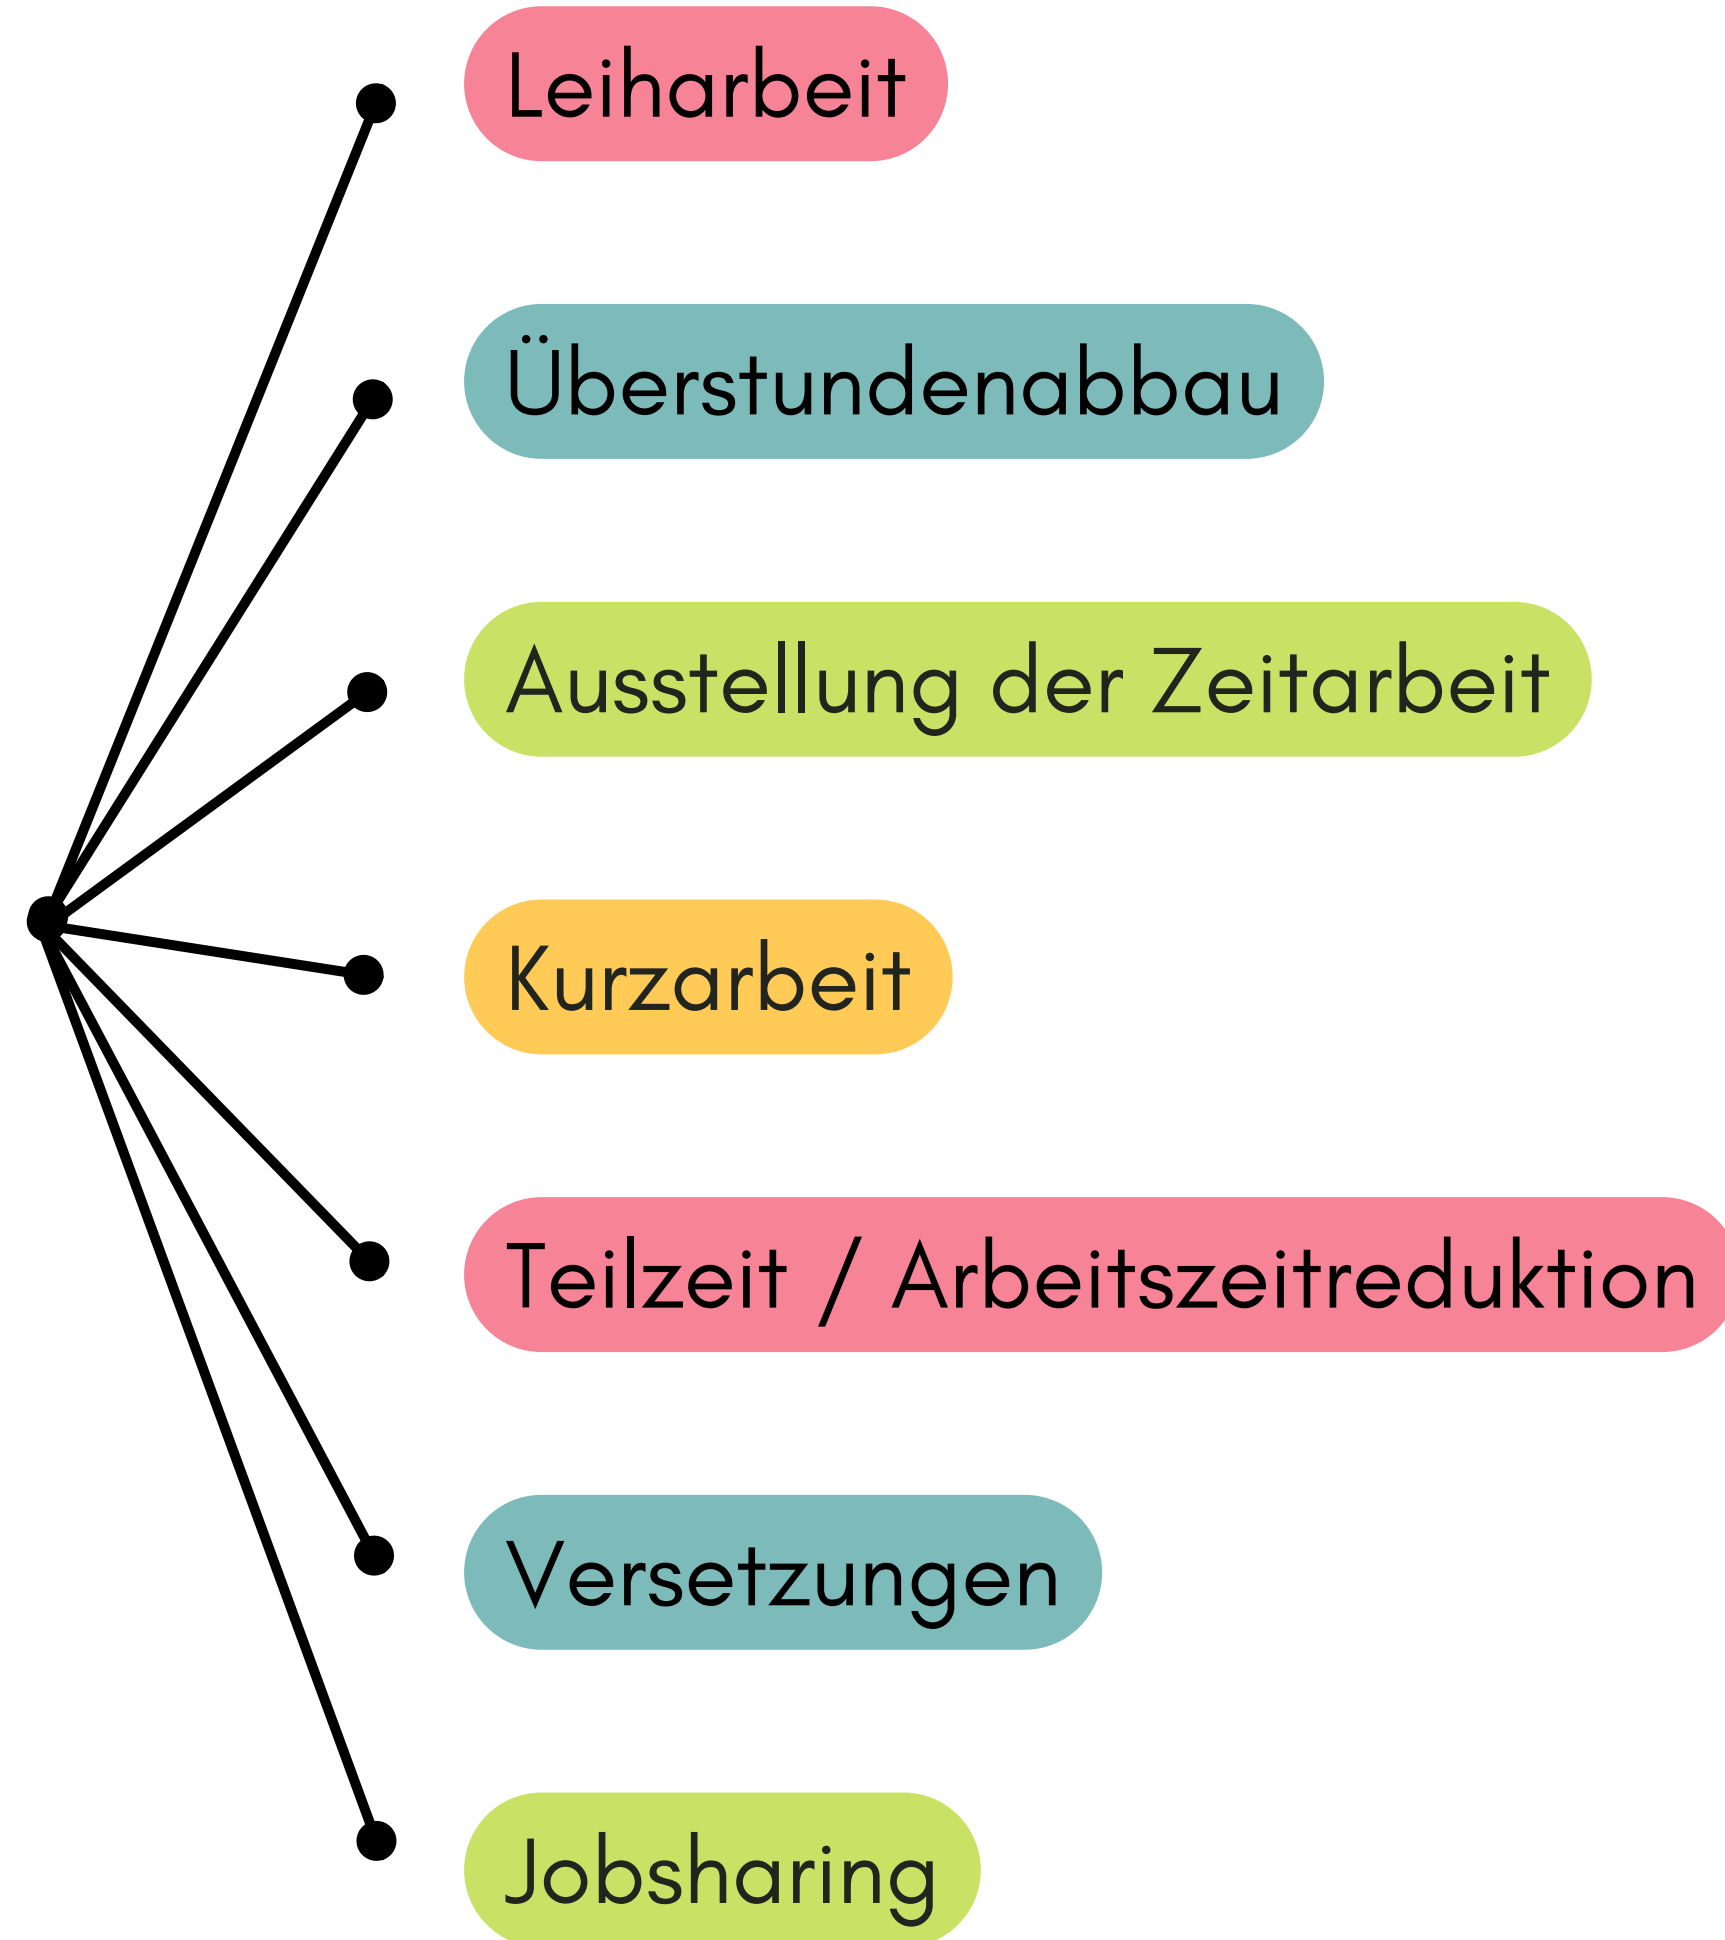 Leiharbeit
Überstundenabbau
Ausstellung der Zeitarbeit
Kurzarbeit
Teilzeit / Arbeitszeitreduktion
Versetzungen
Jobsharing